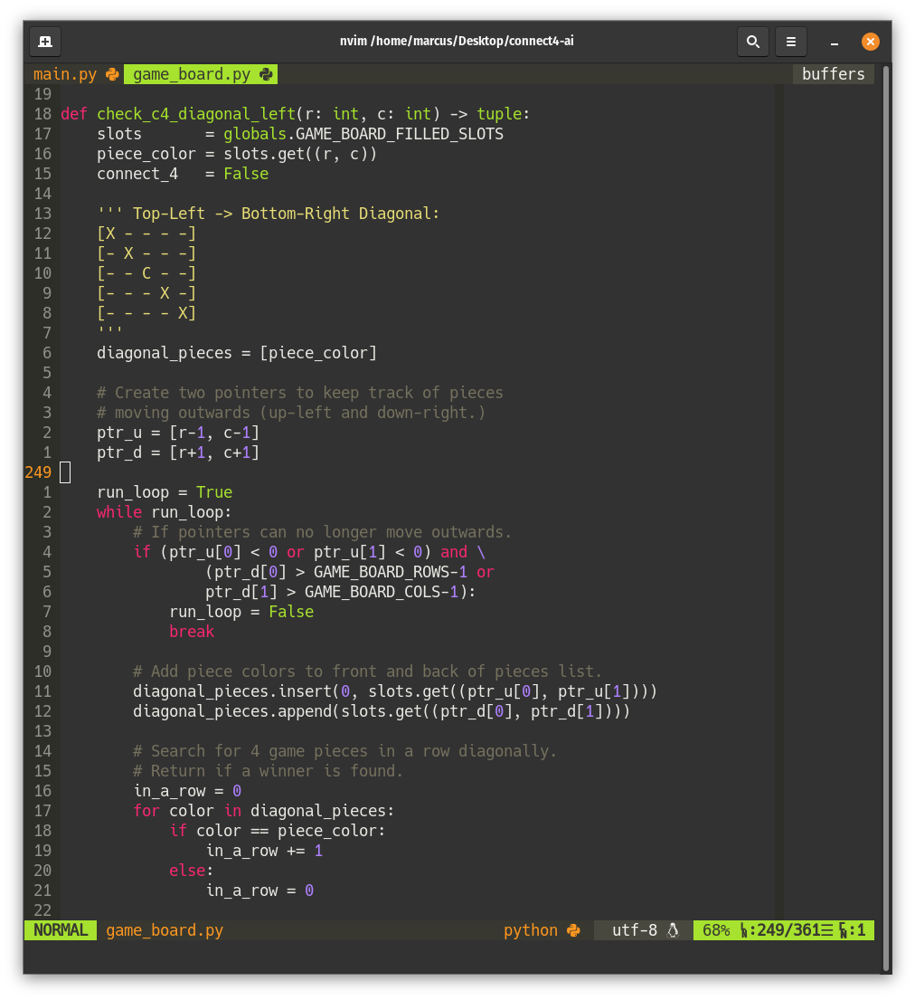 nvim /home/marcus/Desktop/connect4-ai
main.py game_board.py buffers
19
18 def check_c4_diagonal_left(r: int, c: int) -> tuple:
17     slots       = globals.GAME_BOARD_FILLED_SLOTS
16     piece_color = slots.get((r, c))
15     connect_4   = False
14
13     ''' Top-Left -> Bottom-Right Diagonal:
12     [X - - - -]
11     [- X - - -]
10     [- - C - -]
9     [- - - X -]
8     [- - - - X]
7     '''
6     diagonal_pieces = [piece_color]
5
4     # Create two pointers to keep track of pieces
3     # moving outwards (up-left and down-right.)
2     ptr_u = [r-1, c-1]
1     ptr_d = [r+1, c+1]
249
1     run_loop = True
2     while run_loop:
3         # If pointers can no longer move outwards.
4         if (ptr_u[0] < 0 or ptr_u[1] < 0) and \
5                 (ptr_d[0] > GAME_BOARD_ROWS-1 or
6                 ptr_d[1] > GAME_BOARD_COLS-1):
7             run_loop = False
8             break
9
10         # Add piece colors to front and back of pieces list.
11         diagonal_pieces.insert(0, slots.get((ptr_u[0], ptr_u[1])))
12         diagonal_pieces.append(slots.get((ptr_d[0], ptr_d[1])))
13
14         # Search for 4 game pieces in a row diagonally.
15         # Return if a winner is found.
16         in_a_row = 0
17         for color in diagonal_pieces:
18             if color == piece_color:
19                 in_a_row += 1
20             else:
21                 in_a_row = 0
22
NORMAL game_board.py python utf-8 68% :249/361☰ :1